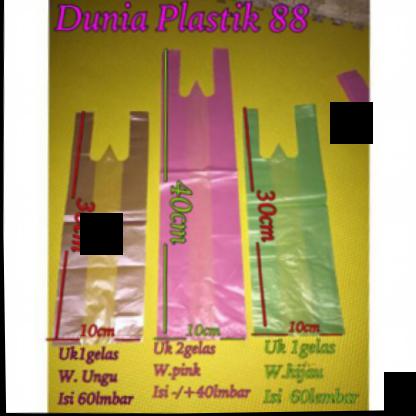 Dunia Plastik 88
40cm
30cm
10cm
10cm
10cm
Uk1gelas
W. Ungu
Isi 60lmbar
Uk 2gelas
W.pink
Isi -/+40lmbar
Uk 1gelas
W.hijau
Isi 60lembar